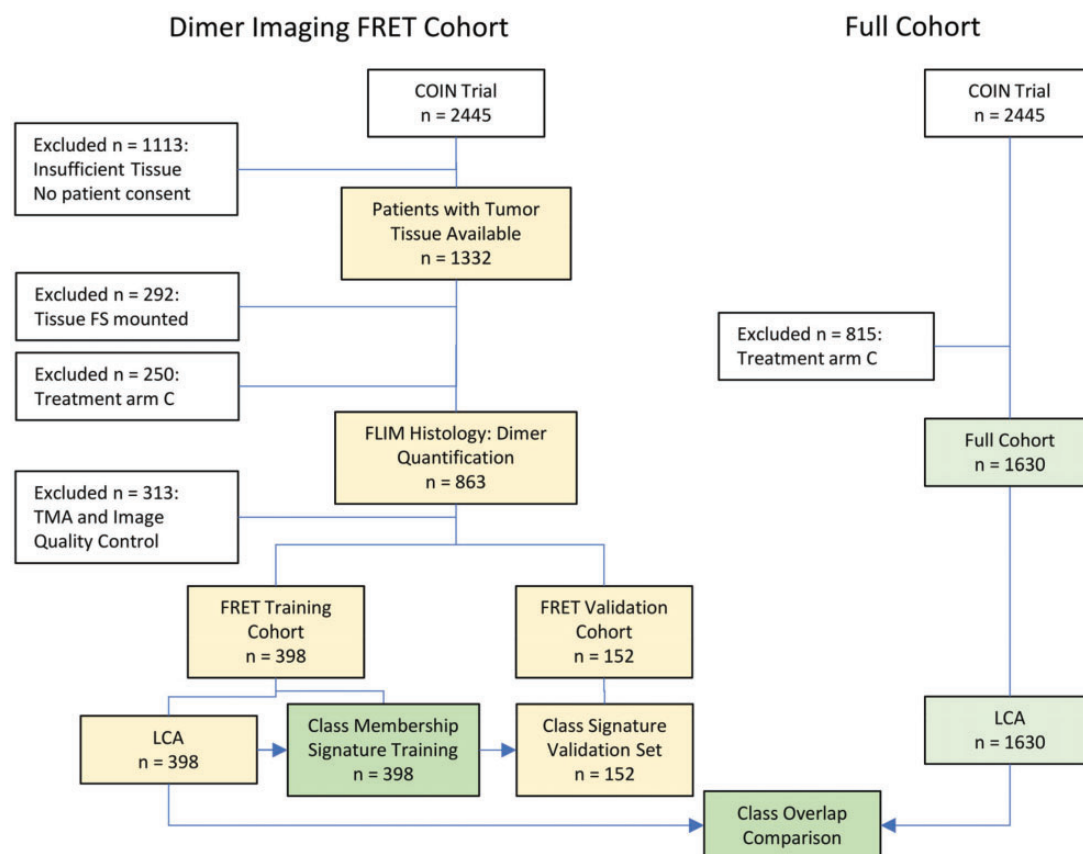 Dimer Imaging FRET Cohort
Full Cohort
COIN Trial
n = 2445
COIN Trial
n = 2445
Excluded n = 1113:
Insufficient Tissue
No patient consent
Patients with Tumor
Tissue Available
n = 1332
Excluded n = 292:
Tissue FS mounted
Excluded n = 815:
Treatment arm C
Excluded n = 250:
Treatment arm C
FLIM Histology: Dimer
Quantification
n = 863
Full Cohort
n = 1630
Excluded n = 313:
TMA and Image
Quality Control
FRET Training
Cohort
n = 398
FRET Validation
Cohort
n = 152
LCA
n = 398
Class Membership
Signature Training
n = 398
Class Signature
Validation Set
n = 152
LCA
n = 1630
Class Overlap
Comparison